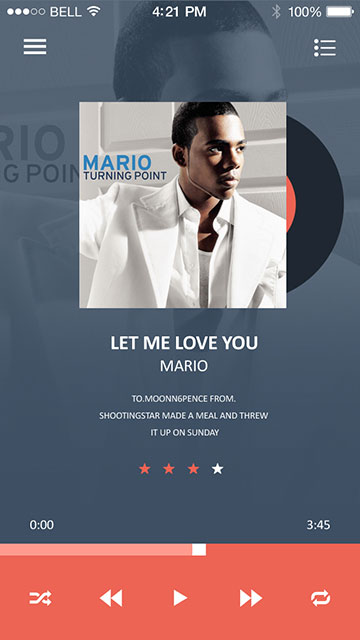 BELL
4:21 PM
100%
RIO
G POINT
MARIO
TURNING POINT
LET ME LOVE YOU
MARIO
TO.MOONN6PENCE FROM.
SHOOTINGSTAR MADE A MEAL AND THREW
IT UP ON SUNDAY
0:00
3:45